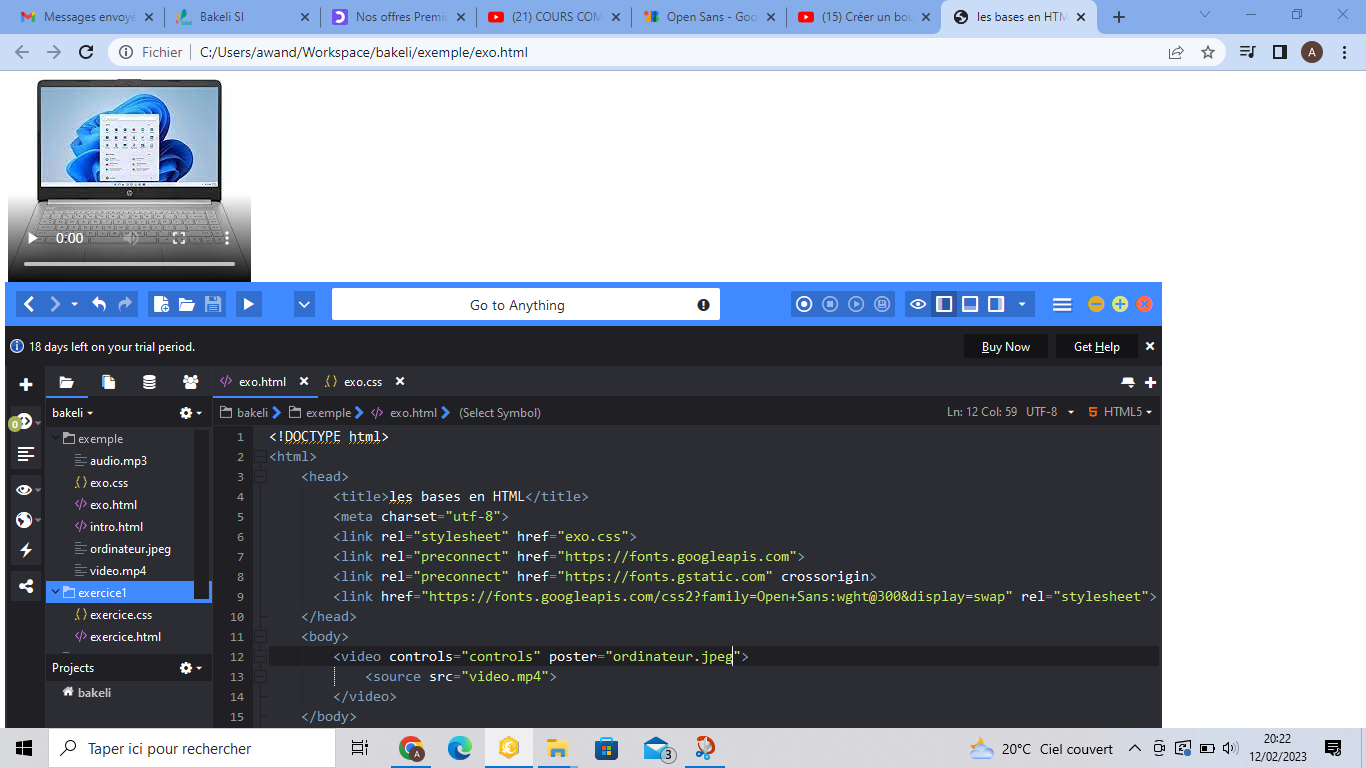 Messages envoyé
Bakeli SI
Nos offres Premiu
(21) COURS COM
Open Sans - Goo
(15) Créer un bou
les bases en HTM
Fichier
C:/Users/awand/Workspace/bakeli/exemple/exo.html
A
0:00
Go to Anything
18 days left on your trial period.
Buy Now
Get Help
exo.html
exo.css
bakeli
bakeli
exemple
exo.html
(Select Symbol)
Ln: 12 Col: 59
UTF-8
HTML5
0
exemple
audio.mp3
exo.css
exo.html
intro.html
ordinateur.jpeg
video.mp4
exercice1
exercice.css
exercice.html
Projects
bakeli
1 <!DOCTYPE html>
2 <html>
3 <head>
4 <title>les bases en HTML</title>
5 <meta charset="utf-8">
6 <link rel="stylesheet" href="exo.css">
7 <link rel="preconnect" href="https://fonts.googleapis.com">
8 <link rel="preconnect" href="https://fonts.gstatic.com" crossorigin>
9 <link href="https://fonts.googleapis.com/css2?family=Open+Sans:wght@300&display=swap" rel="stylesheet">
10 </head>
11 <body>
12 <video controls="controls" poster="ordinateur.jpeg">
13 <source src="video.mp4">
14 </video>
15 </body>
Taper ici pour rechercher
A
3
20°C Ciel couvert
20:22
12/02/2023